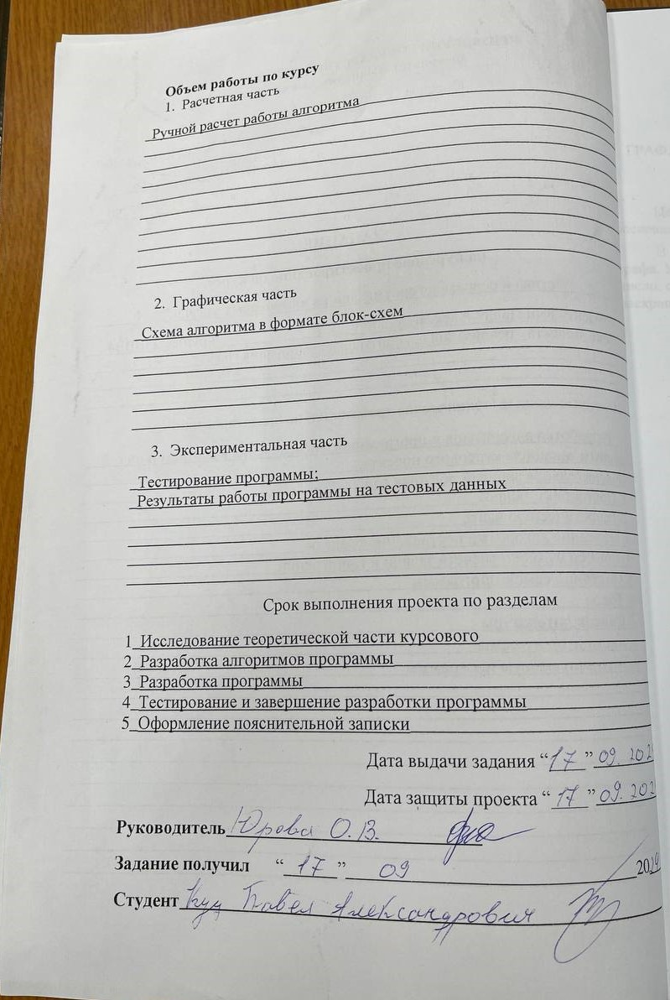 Объем работы по курсу
1. Расчетная часть
Ручной расчет работы алгоритма
2. Графическая часть
Схема алгоритма в формате блок-схем
3. Экспериментальная часть
Тестирование программы;
Результаты работы программы на тестовых данных
Срок выполнения проекта по разделам
1 Исследование теоретической части курсового
2 Разработка алгоритмов программы
3 Разработка программы
4 Тестирование и завершение разработки программы
5 Оформление пояснительной записки
Дата выдачи задания “17” 09. 202
Дата защиты проекта “17” 09. 202
Руководитель Юрова О.В.
Задание получил “17” 09 20
Студент Павел Александрович